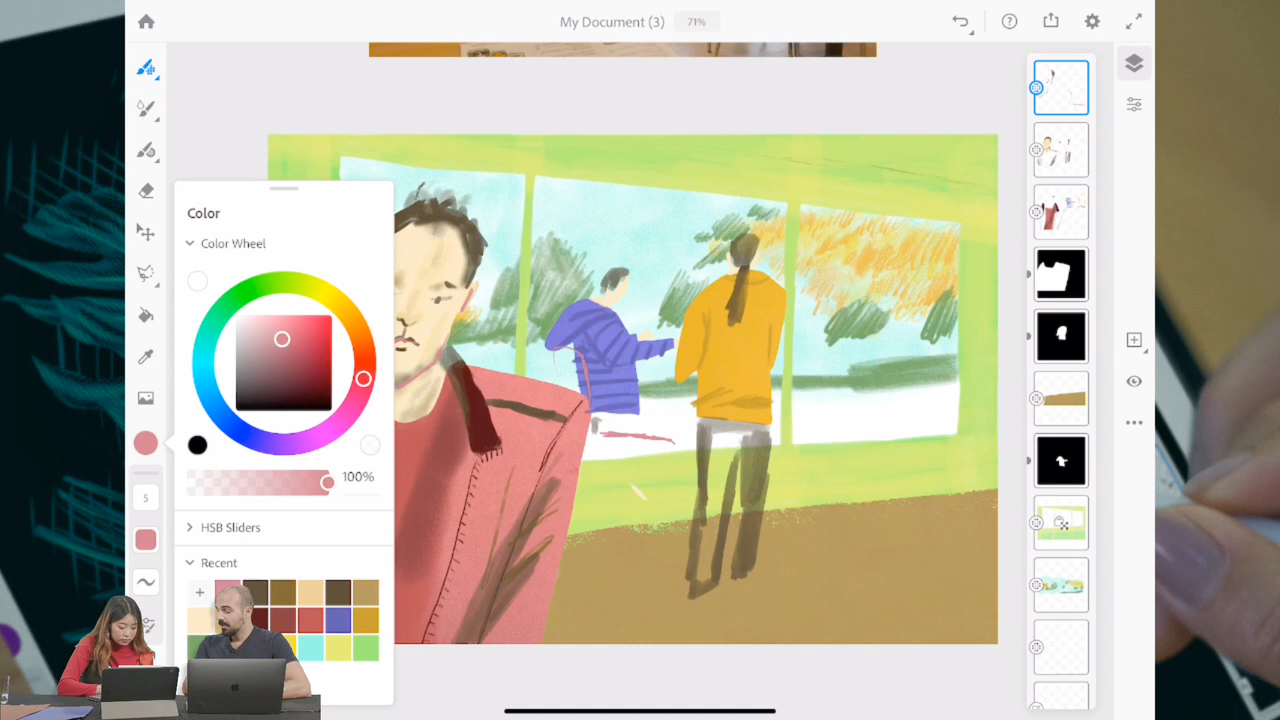 My Document (3)
71%
Color
Color Wheel
100%
5
HSB Sliders
Recent